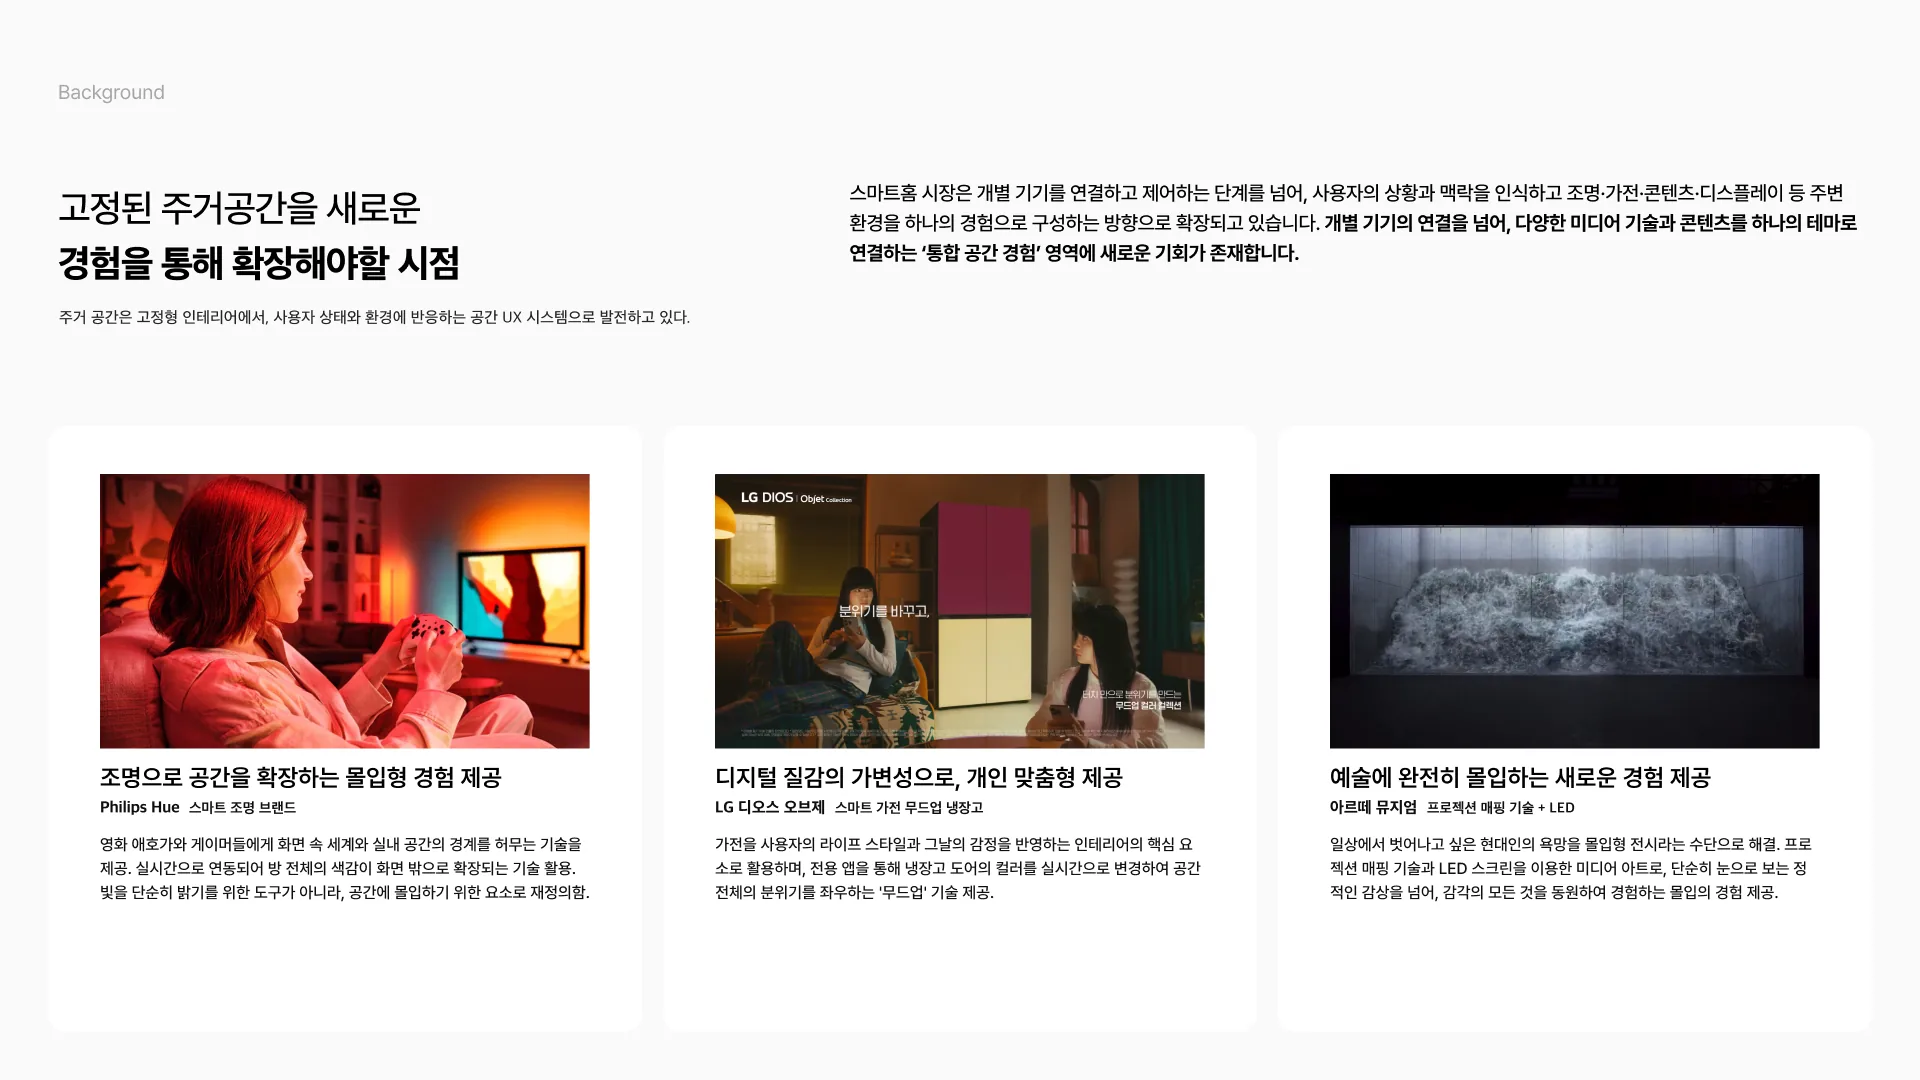 Background
고정된 주거공간을 새로운
경험을 통해 확장해야할 시점
주거 공간은 고정형 인테리어에서, 사용자 상태와 환경에 반응하는 공간 UX 시스템으로 발전하고 있다.
스마트홈 시장은 개별 기기를 연결하고 제어하는 단계를 넘어, 사용자의 상황과 맥락을 인식하고 조명·가전·콘텐츠·디스플레이 등 주변
환경을 하나의 경험으로 구성하는 방향으로 확장되고 있습니다. 개별 기기의 연결을 넘어, 다양한 미디어 기술과 콘텐츠를 하나의 테마로
연결하는 ‘통합 공간 경험’ 영역에 새로운 기회가 존재합니다.
조명으로 공간을 확장하는 몰입형 경험 제공
Philips Hue 스마트 조명 브랜드
영화 애호가와 게이머들에게 화면 속 세계와 실내 공간의 경계를 허무는 기술을
제공. 실시간으로 연동되어 방 전체의 색감이 화면 밖으로 확장되는 기술 활용.
빛을 단순히 밝기를 위한 도구가 아니라, 공간에 몰입하기 위한 요소로 재정의함.
LG DIOS | Objet Collection
분위기를 바꾸고,
터치 만으로 분위기를 만드는
무드업 컬러 컬렉션
디지털 질감의 가변성으로, 개인 맞춤형 제공
LG 디오스 오브제 스마트 가전 무드업 냉장고
가전을 사용자의 라이프 스타일과 그날의 감정을 반영하는 인테리어의 핵심 요
소로 활용하며, 전용 앱을 통해 냉장고 도어의 컬러를 실시간으로 변경하여 공간
전체의 분위기를 좌우하는 '무드업' 기술 제공.
예술에 완전히 몰입하는 새로운 경험 제공
아르떼 뮤지엄 프로젝션 매핑 기술 + LED
일상에서 벗어나고 싶은 현대인의 욕망을 몰입형 전시라는 수단으로 해결. 프로
젝션 매핑 기술과 LED 스크린을 이용한 미디어 아트로, 단순히 눈으로 보는 정
적인 감상을 넘어, 감각의 모든 것을 동원하여 경험하는 몰입의 경험 제공.